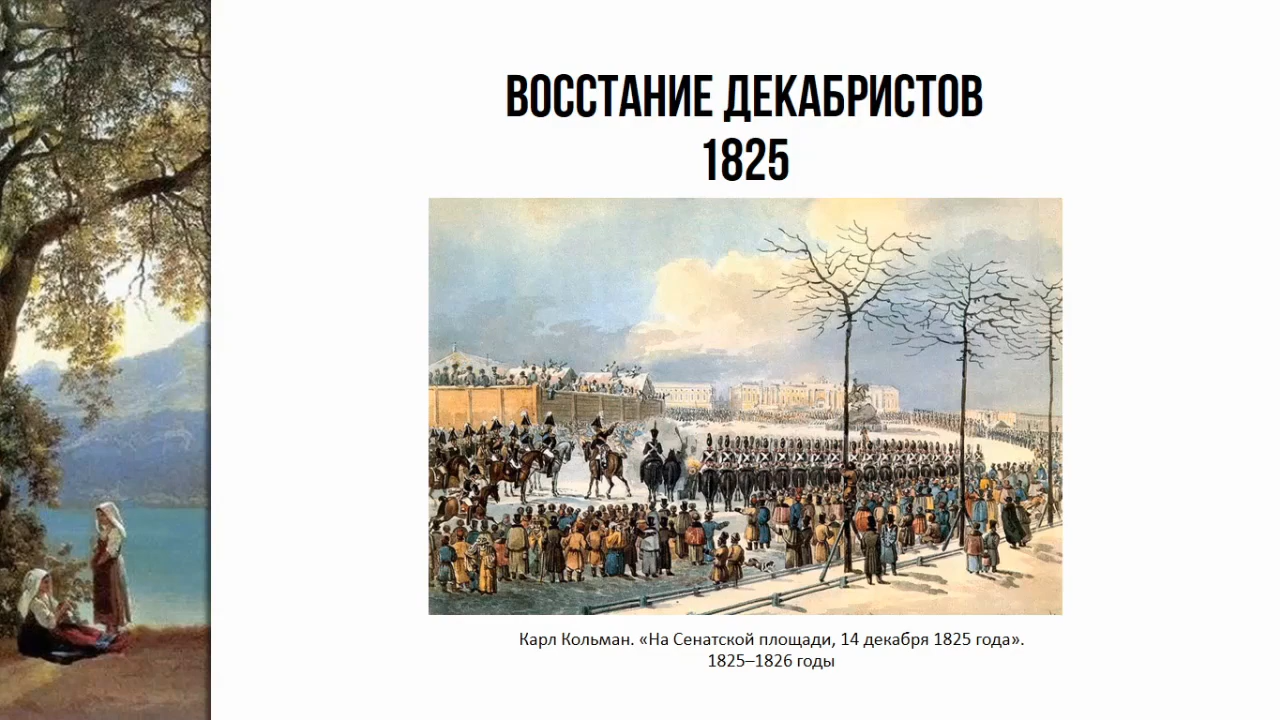 ВОССТАНИЕ ДЕКАБРИСТОВ
1825
Карл Кольман. «На Сенатской площади, 14 декабря 1825 года».
1825–1826 годы